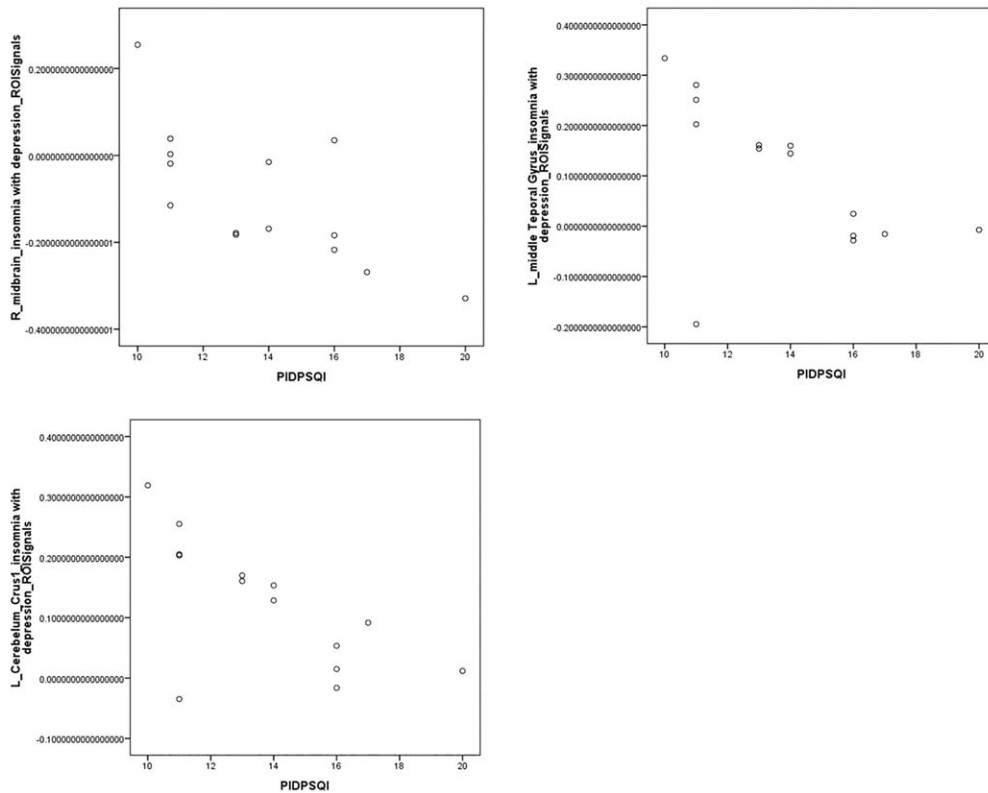 R_midbrain_insomnia with depression_ROISignals
0.2000000000000000
0.0000000000000000
-0.2000000000000001
-0.4000000000000001
10 12 14 16 18 20
PIDPSQI
L_middle Teporal Gyrus_insomnia with
depression_ROISignals
0.4000000000000000
0.3000000000000000
0.2000000000000000
0.1000000000000000
0.0000000000000000
-0.1000000000000000
-0.2000000000000000
10 12 14 16 18 20
PIDPSQI
L_Cerebelum_Crus1_insomnia with
depression_ROISignals
0.4000000000000000
0.3000000000000000
0.2000000000000000
0.1000000000000000
0.0000000000000000
-0.1000000000000000
10 12 14 16 18 20
PIDPSQI